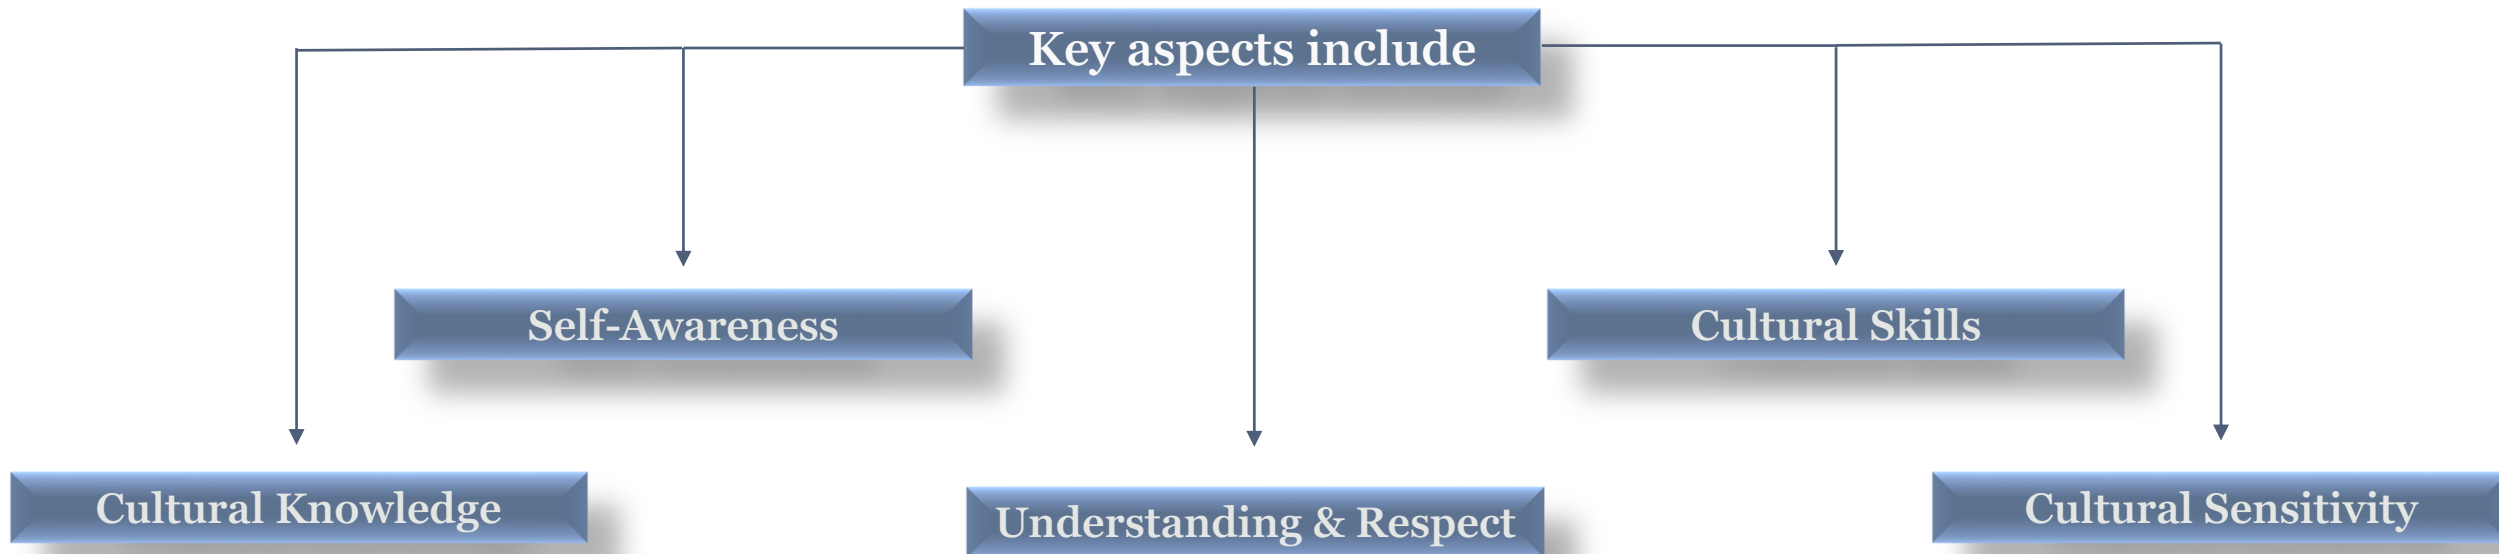 Key aspects include
Self-Awareness
Cultural Skills
Cultural Knowledge
Understanding & Respect
Cultural Sensitivity